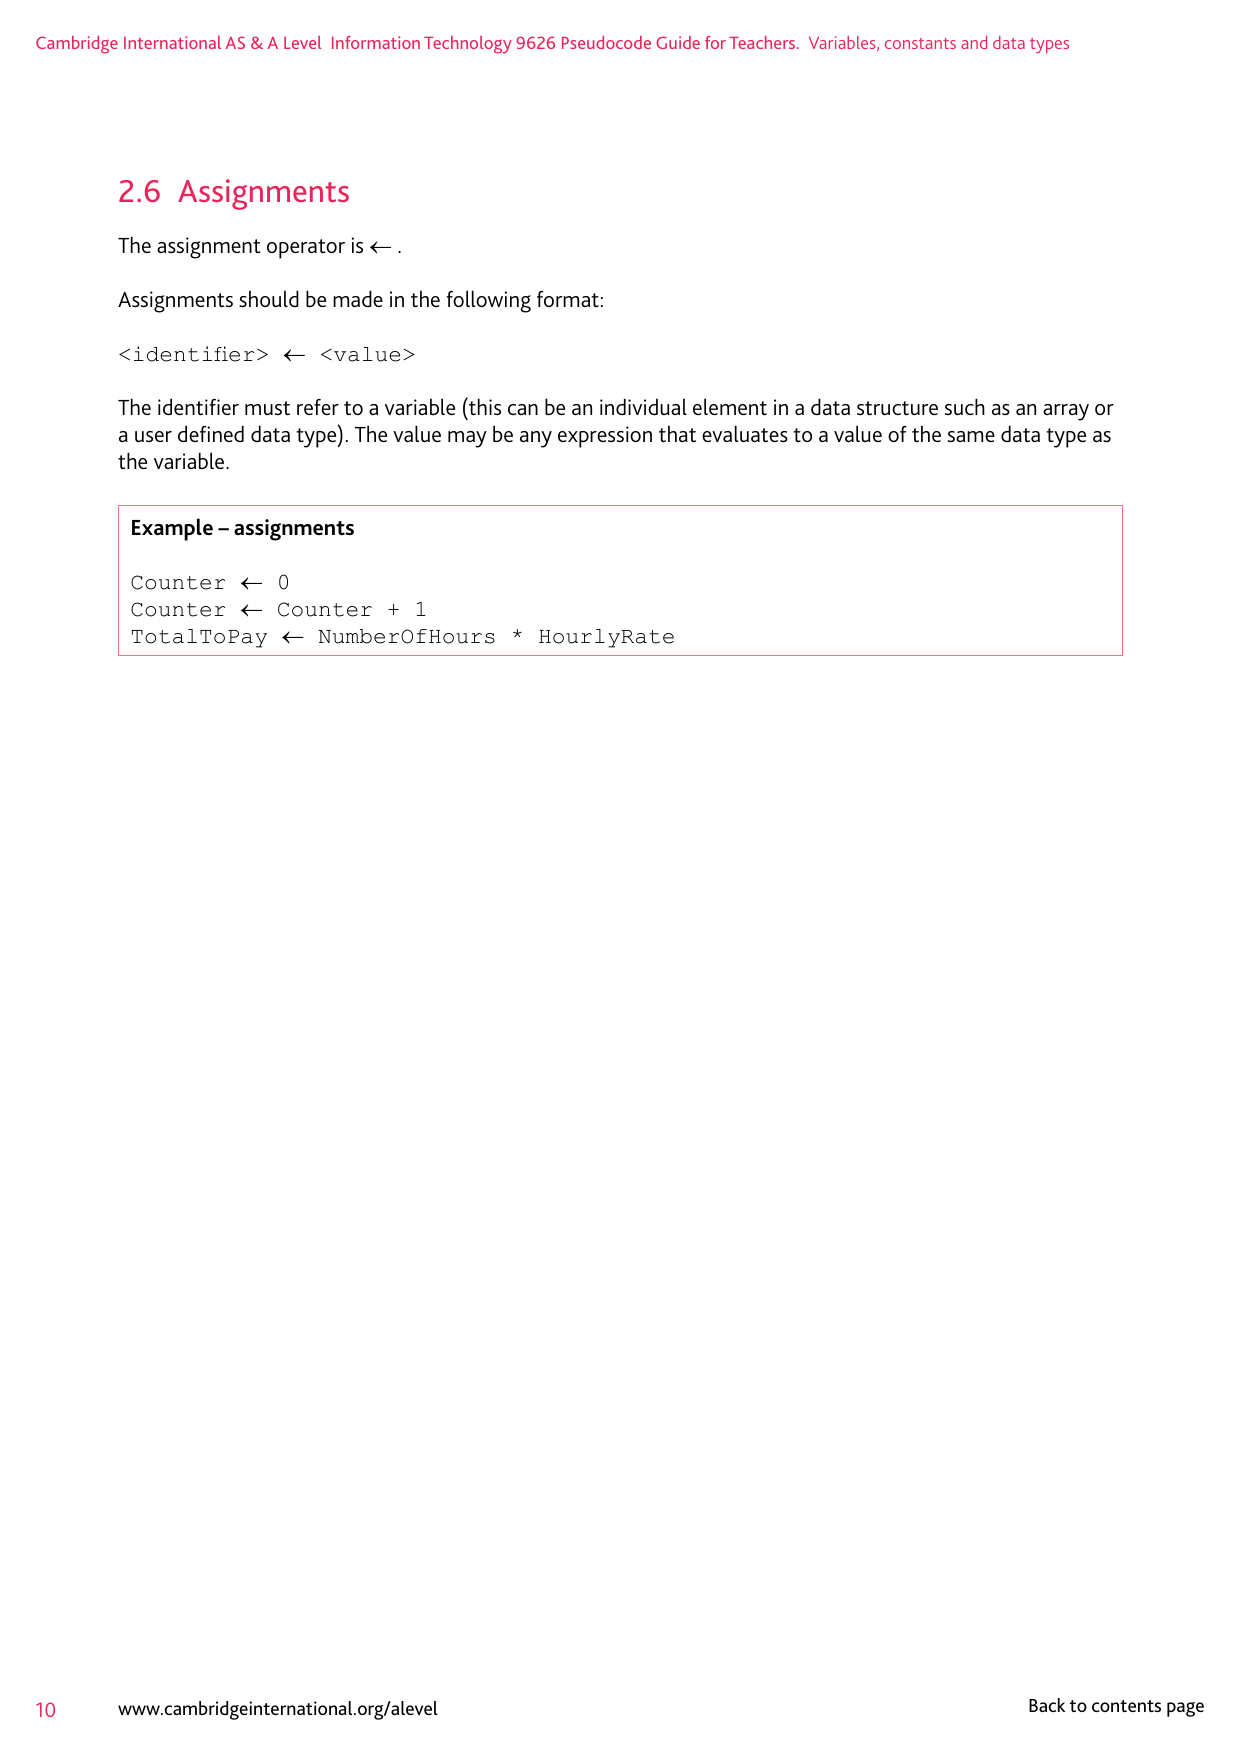 Cambridge International AS & A Level  Information Technology 9626 Pseudocode Guide for Teachers.  Variables, constants and data types
2.6  Assignments
The assignment operator is ← .
Assignments should be made in the following format:
<identifier> ← <value>
The identifier must refer to a variable (this can be an individual element in a data structure such as an array or
a user defined data type). The value may be any expression that evaluates to a value of the same data type as
the variable.
Example – assignments
Counter ← 0
Counter ← Counter + 1
TotalToPay ← NumberOfHours * HourlyRate
10
www.cambridgeinternational.org/alevel
Back to contents page